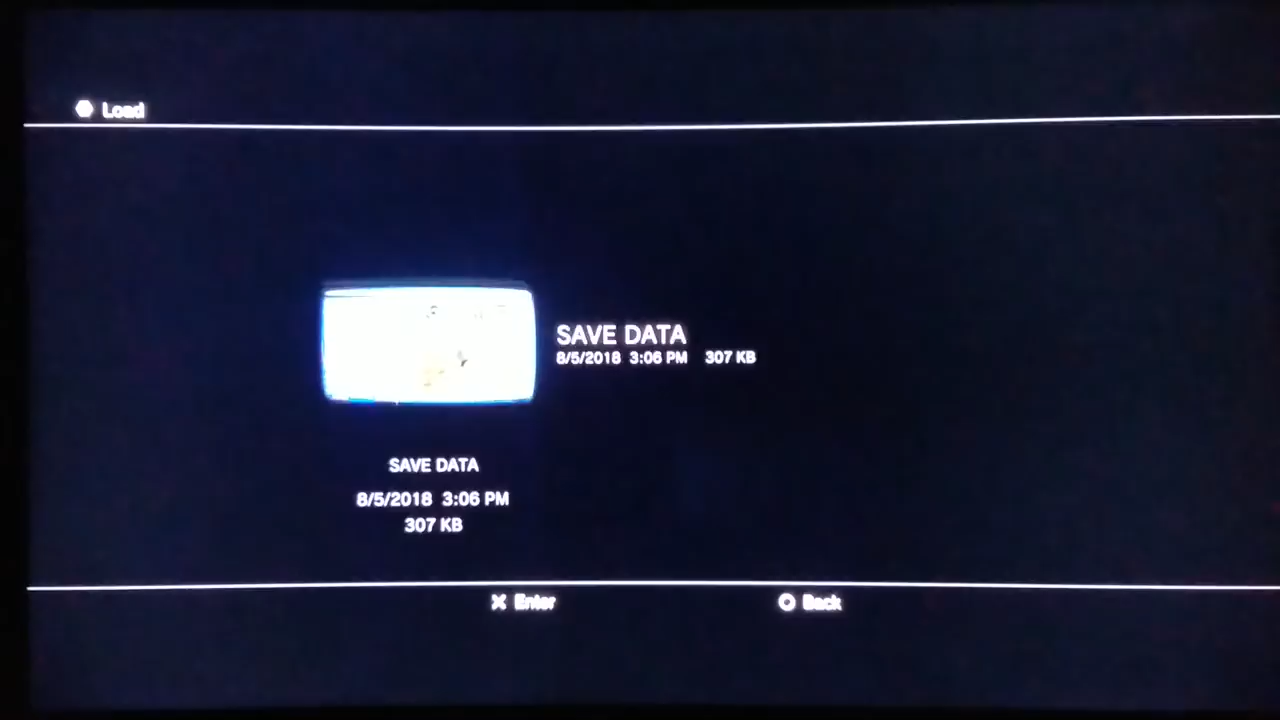 Load
SAVE DATA
8/5/2018 3:06 PM 307 KB
SAVE DATA
8/5/2018 3:06 PM
307 KB
Enter
Back